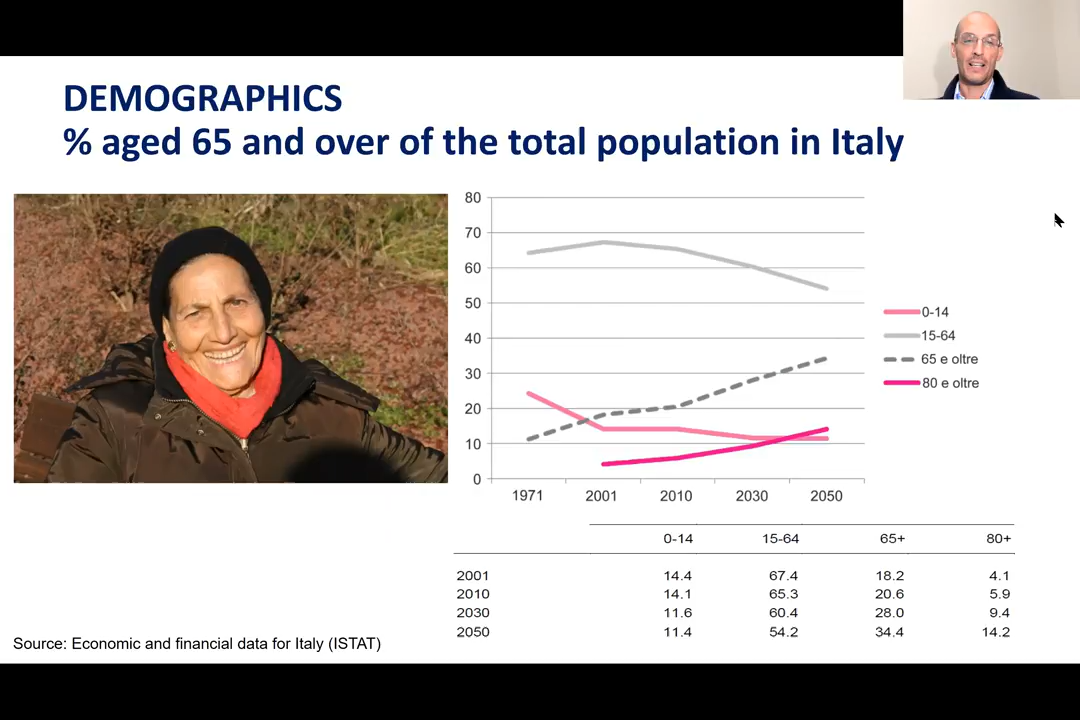 DEMOGRAPHICS
% aged 65 and over of the total population in Italy
80
70
60
50
40
30
20
10
0
1971 2001 2010 2030 2050
0-14
15-64
65 e oltre
80 e oltre
0-14 15-64 65+ 80+
2001 14.4 67.4 18.2 4.1
2010 14.1 65.3 20.6 5.9
2030 11.6 60.4 28.0 9.4
2050 11.4 54.2 34.4 14.2
Source: Economic and financial data for Italy (ISTAT)